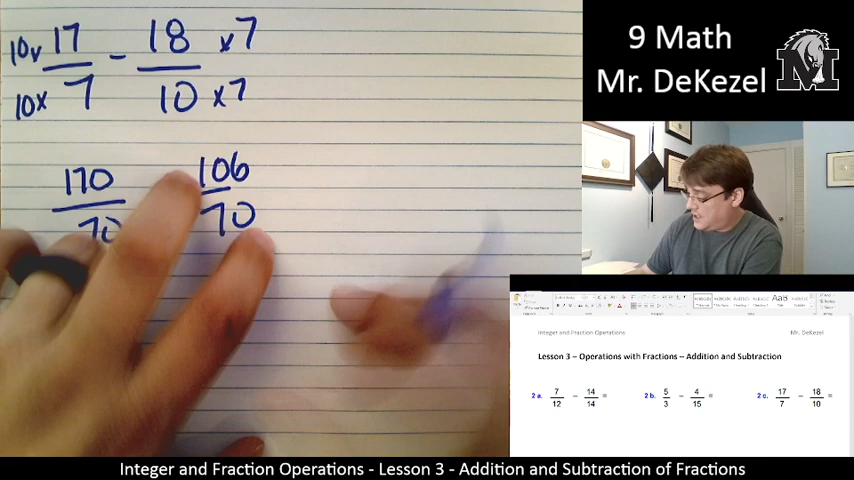 10x 17/7 - 18/10 x7
10x x7
170/70 106/70
9 Math
Mr. DeKezel
M
Integer and Fraction Operations
Mr. DeKezel
Lesson 3 – Operations with Fractions – Addition and Subtraction
2 a. 7/12 - 14/14 =
2 b. 5/3 - 4/15 =
2 c. 17/7 - 18/10 =
Integer and Fraction Operations - Lesson 3 - Addition and Subtraction of Fractions